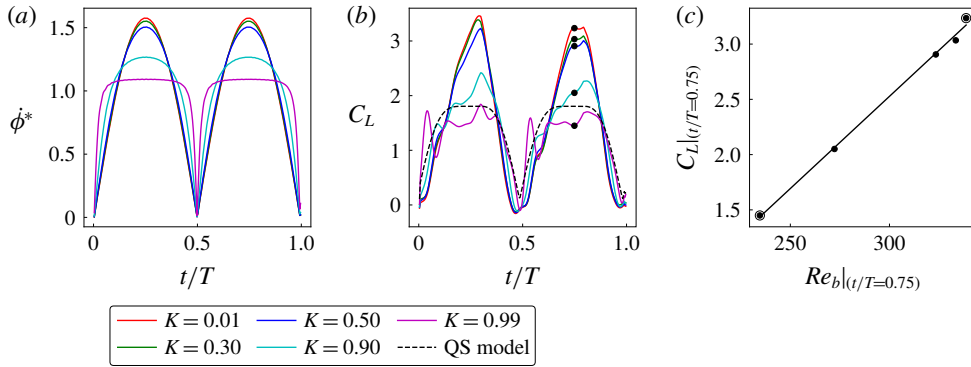 (a) (b) (c)
1.5
1.0
0.5
0
0 0.5 1.0
ϕ̇*
t/T
4
3
2
1
0
0 0.5 1.0
C_L
t/T
3.0
2.5
2.0
1.5
250 300
C_L|(t/T=0.75)
Re_b|(t/T=0.75)
K = 0.01 K = 0.50 K = 0.99
K = 0.30 K = 0.90 QS model